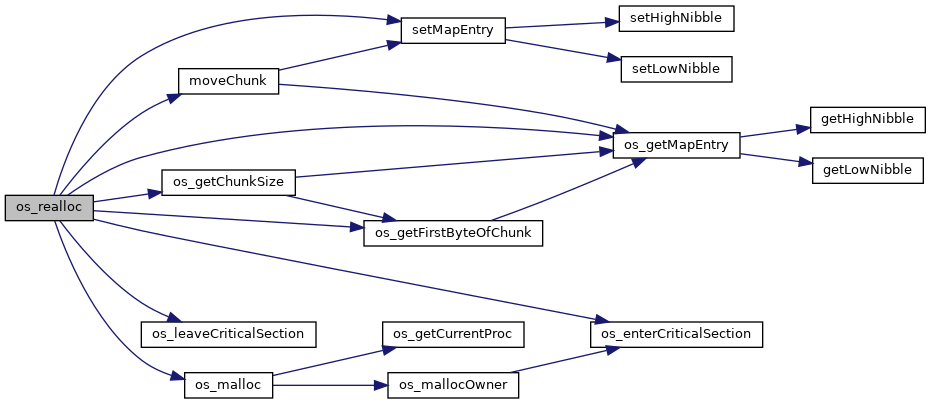 setHighNibble
setMapEntry
setLowNibble
moveChunk
getHighNibble
os_getMapEntry
getLowNibble
os_getChunkSize
os_realloc
os_getFirstByteOfChunk
os_leaveCriticalSection
os_getCurrentProc
os_enterCriticalSection
os_malloc
os_mallocOwner